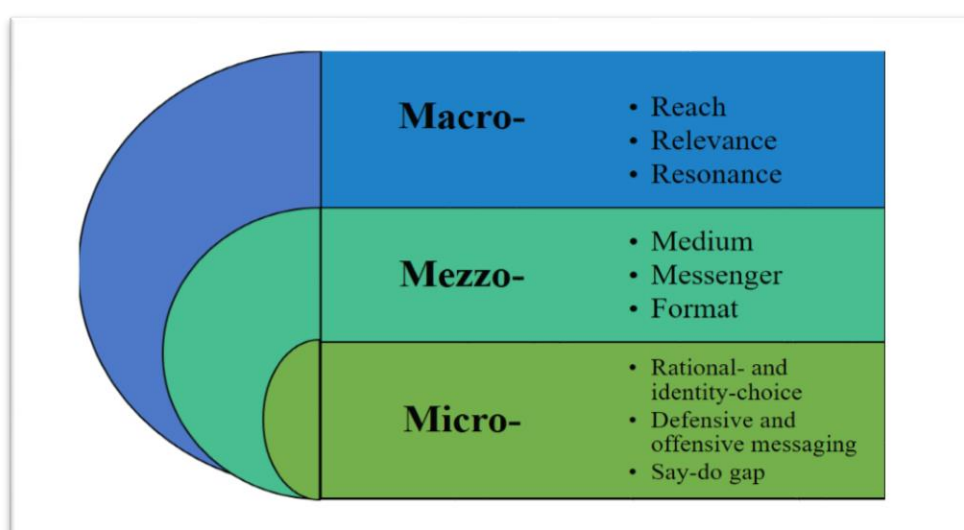 Macro-
• Reach
• Relevance
• Resonance
Mezzo-
• Medium
• Messenger
• Format
Micro-
• Rational- and
identity-choice
• Defensive and
offensive messaging
• Say-do gap